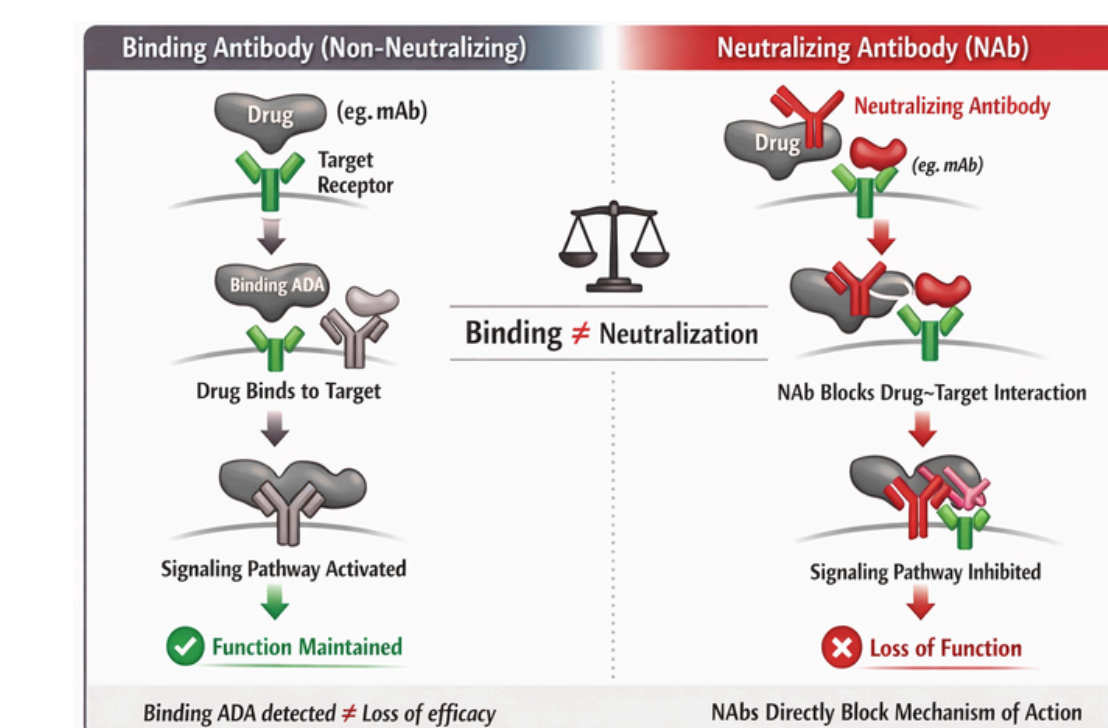 Binding Antibody (Non-Neutralizing)
Drug
(eg. mAb)
Target
Receptor
Binding ADA
Drug Binds to Target
Signaling Pathway Activated
Function Maintained
Binding ADA detected ≠ Loss of efficacy
Binding ≠ Neutralization
Neutralizing Antibody (NAb)
Neutralizing Antibody
Drug
(eg. mAb)
NAb Blocks Drug~Target Interaction
Signaling Pathway Inhibited
Loss of Function
NAbs Directly Block Mechanism of Action